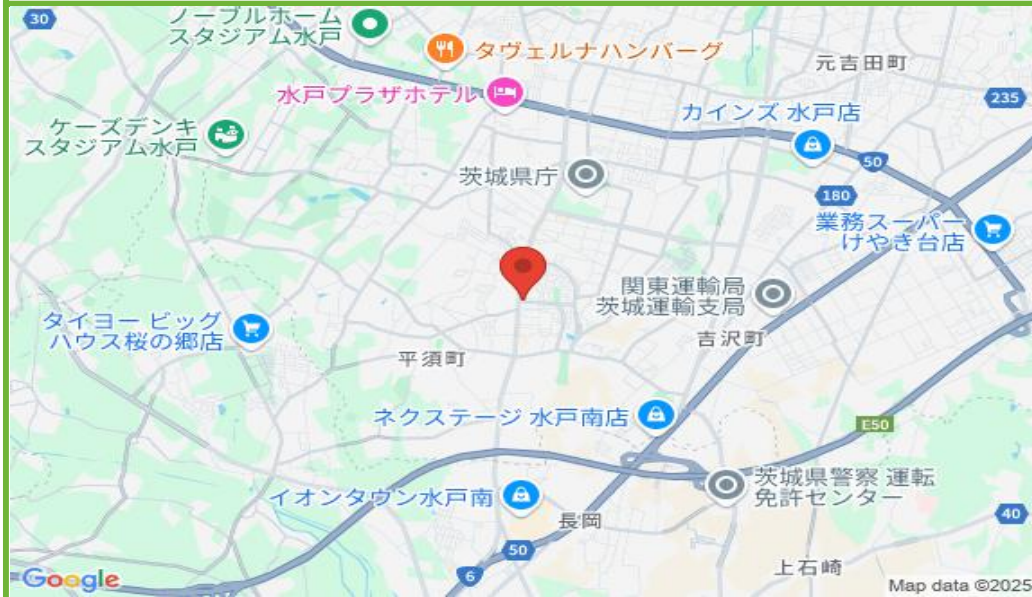 30
ノーブルホーム
スタジアム水戸
タヴェルナハンバーグ
元吉田町
水戸プラザホテル
235
カインズ 水戸店
ケーズデンキ
スタジアム水戸
50
茨城県庁
180
業務スーパー
けやき台店
関東運輸局
茨城運輸支局
タイヨー ビッグ
ハウス桜の郷店
吉沢町
平須町
ネクステージ 水戸南店
E50
茨城県警察 運転
免許センター
イオンタウン水戸南
長岡
40
50
6
上石崎
Google
Map data ©2025